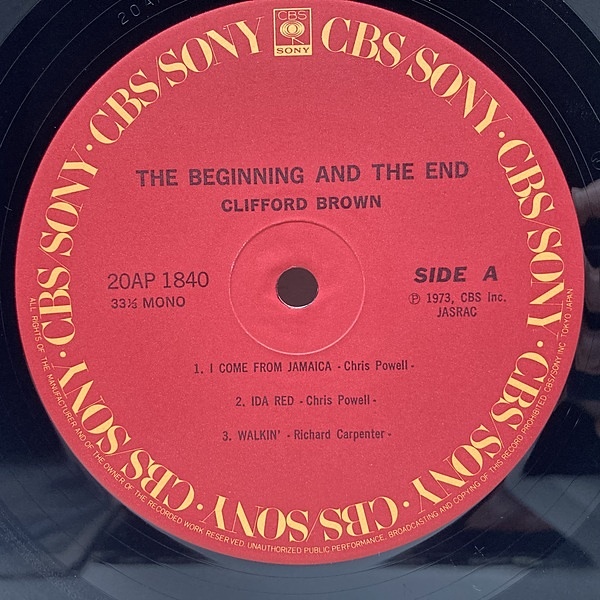 CBS
SONY
CBS/SONY · CBS/SONY · CBS/SONY · CBS/SONY · CBS/SONY · CBS/SONY · CBS/SONY · CBS/SONY
THE BEGINNING AND THE END
CLIFFORD BROWN
20AP 1840
33⅓ MONO
SIDE A
Ⓟ 1973, CBS Inc.
JASRAC
1. I COME FROM JAMAICA - Chris Powell -
2. IDA RED - Chris Powell -
3. WALKIN' - Richard Carpenter -
ALL RIGHTS OF THE MANUFACTURER AND OF THE OWNER OF THE RECORDED WORK RESERVED. UNAUTHORIZED PUBLIC PERFORMANCE, BROADCASTING AND COPYING OF THIS RECORD PROHIBITED CBS/SONY INC. TOKYO JAPAN